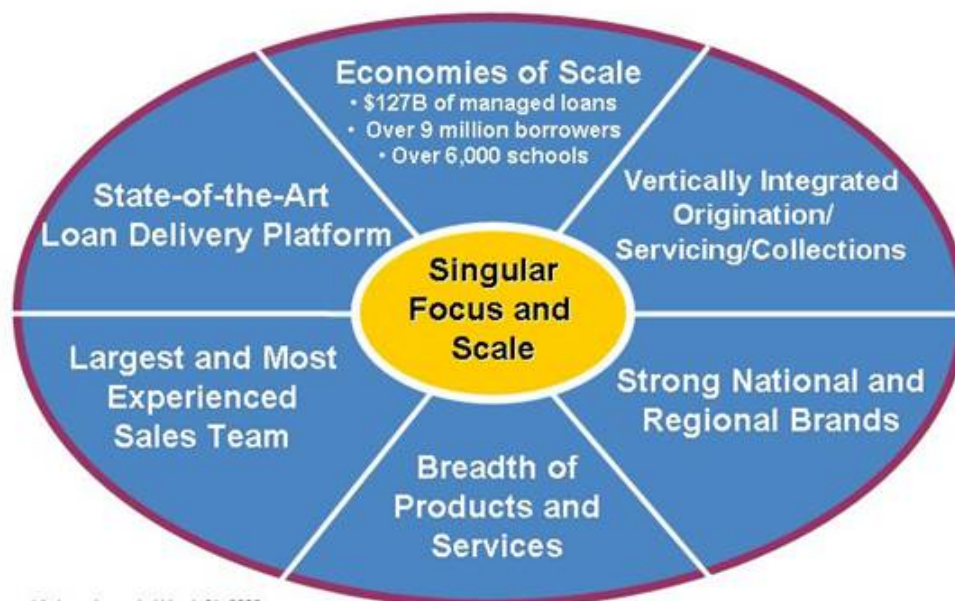 Economies of Scale
• $127B of managed loans
• Over 9 million borrowers
• Over 6,000 schools
State-of-the-Art
Loan Delivery Platform
Vertically Integrated
Origination/
Servicing/Collections
Singular
Focus and
Scale
Largest and Most
Experienced
Sales Team
Strong National and
Regional Brands
Breadth of
Products and
Services